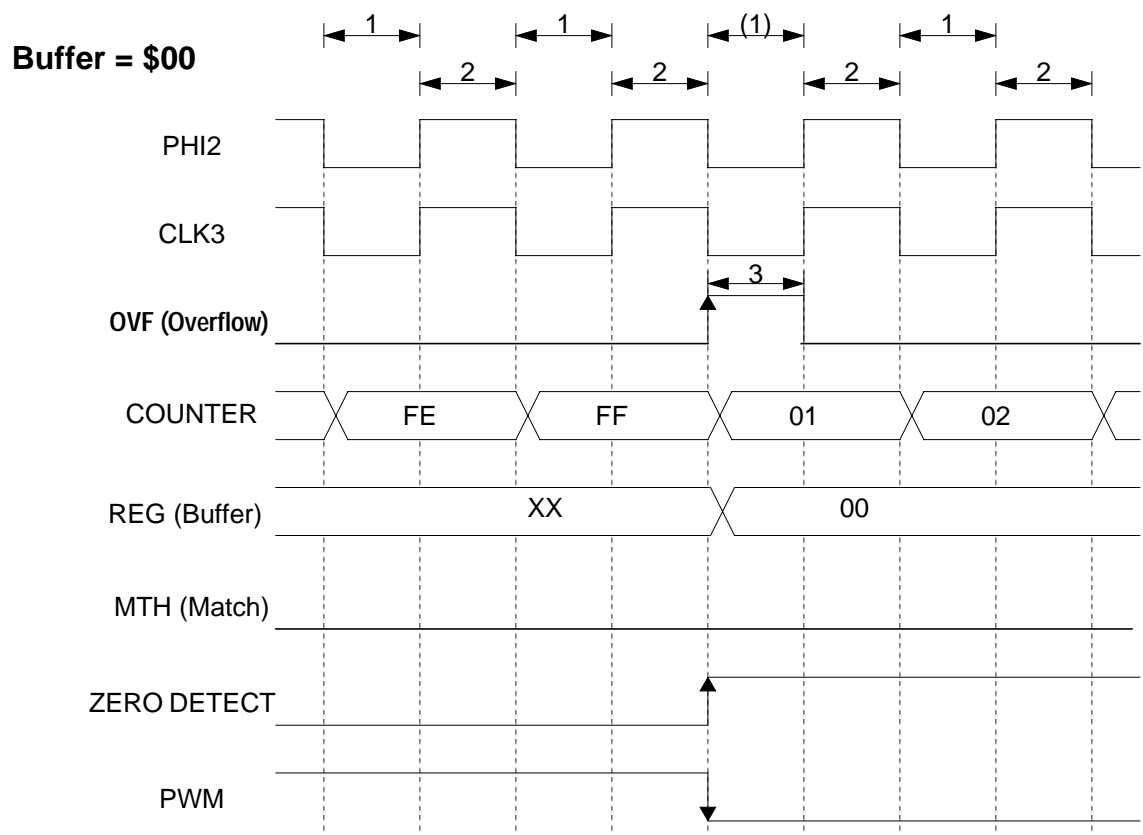 1 1 (1) 1
Buffer = $00
2 2 2 2
PHI2
CLK3
3
OVF (Overflow)
COUNTER FE FF 01 02
REG (Buffer) XX 00
MTH (Match)
ZERO DETECT
PWM